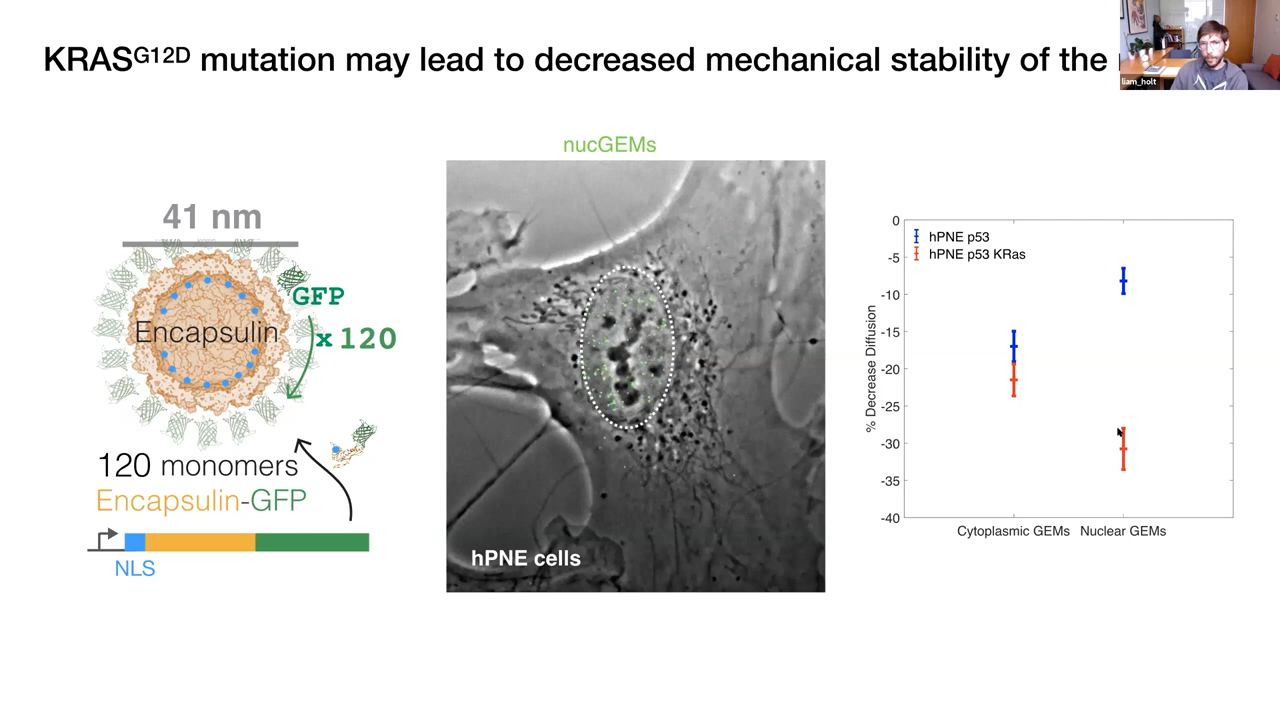 KRASG12D mutation may lead to decreased mechanical stability of the
liam_holt
nucGEMs
41 nm
GFP
x 120
Encapsulin
120 monomers
Encapsulin-GFP
NLS
hPNE cells
% Decrease Diffusion
0
-5
-10
-15
-20
-25
-30
-35
-40
hPNE p53
hPNE p53 KRas
Cytoplasmic GEMs
Nuclear GEMs